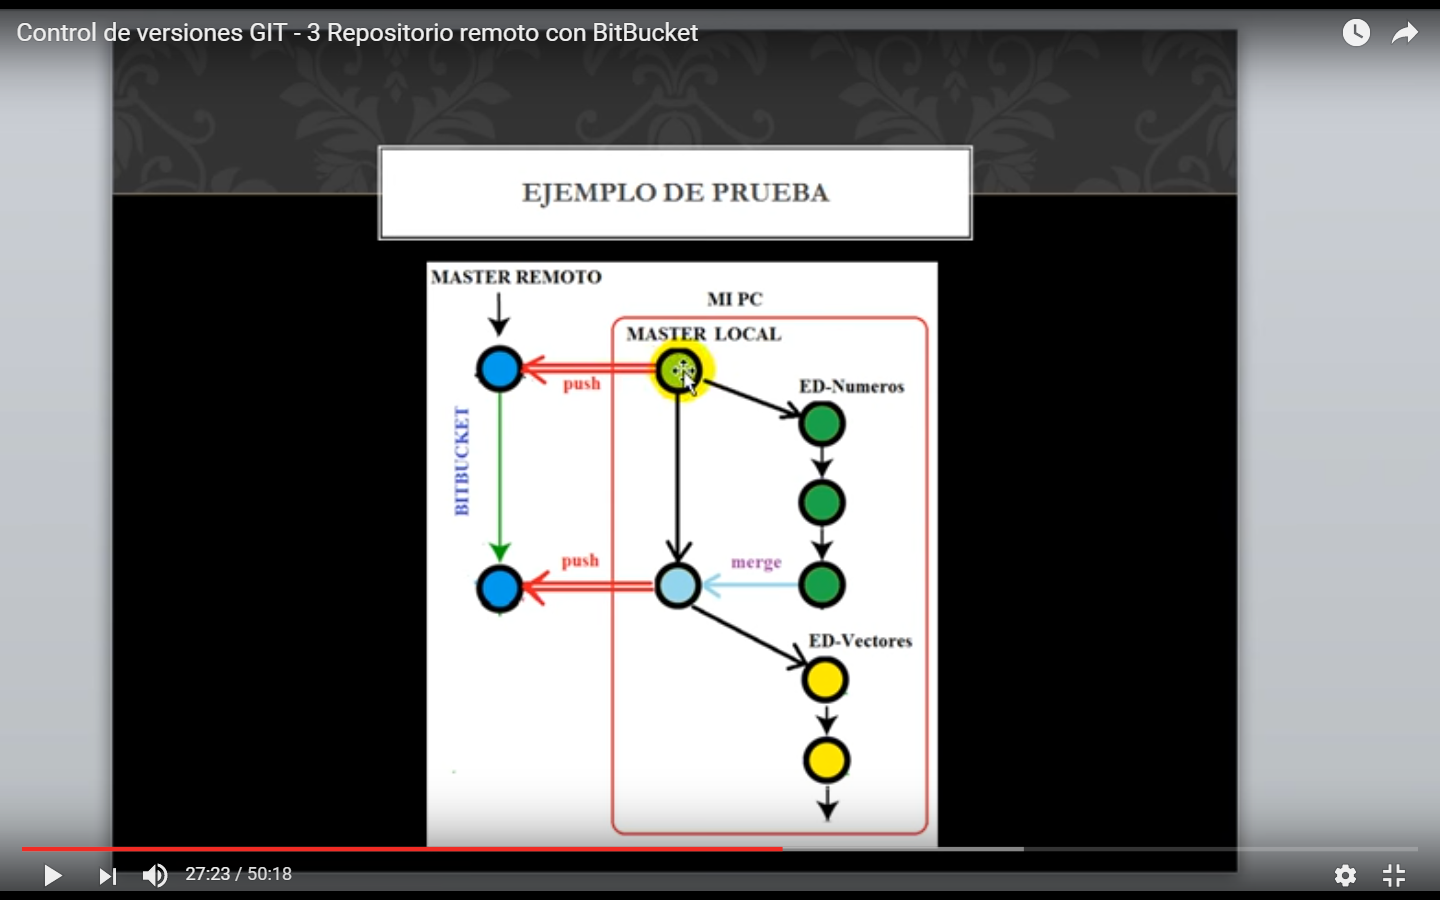 Control de versiones GIT - 3 Repositorio remoto con BitBucket
EJEMPLO DE PRUEBA
MASTER REMOTO
MI PC
MASTER LOCAL
push
ED-Numeros
BITBUCKET
push
merge
ED-Vectores
27:23 / 50:18